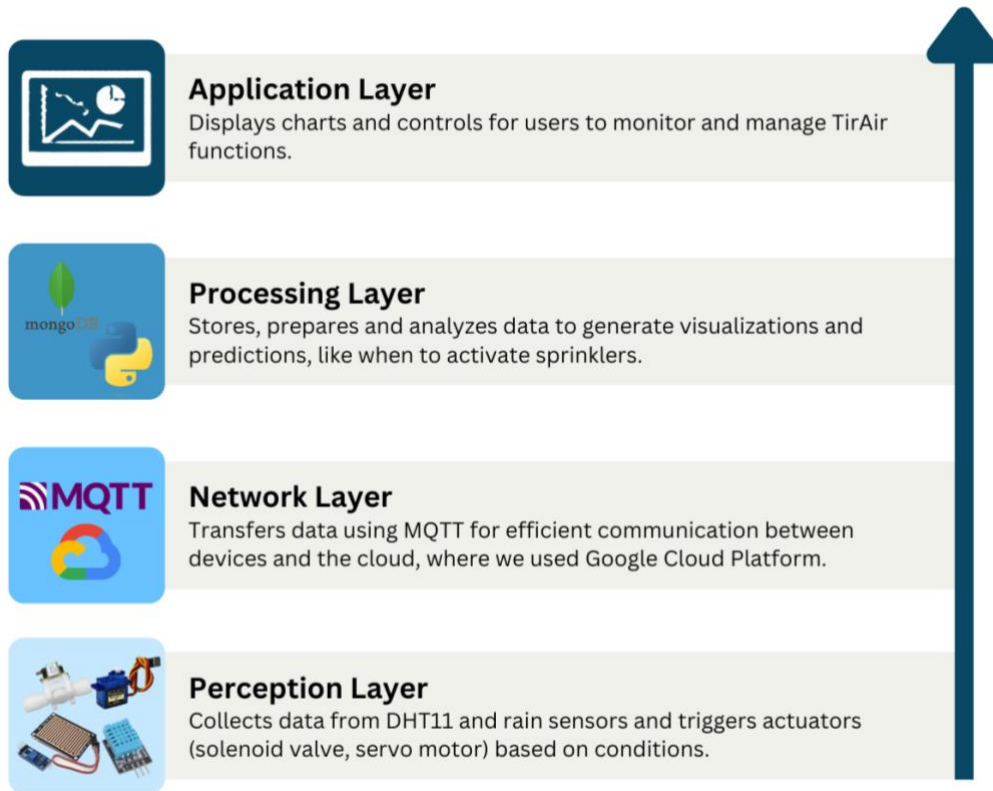 Application Layer
Displays charts and controls for users to monitor and manage TirAir
functions.
mongoDB
Processing Layer
Stores, prepares and analyzes data to generate visualizations and
predictions, like when to activate sprinklers.
MQTT
Network Layer
Transfers data using MQTT for efficient communication between
devices and the cloud, where we used Google Cloud Platform.
Perception Layer
Collects data from DHT11 and rain sensors and triggers actuators
(solenoid valve, servo motor) based on conditions.